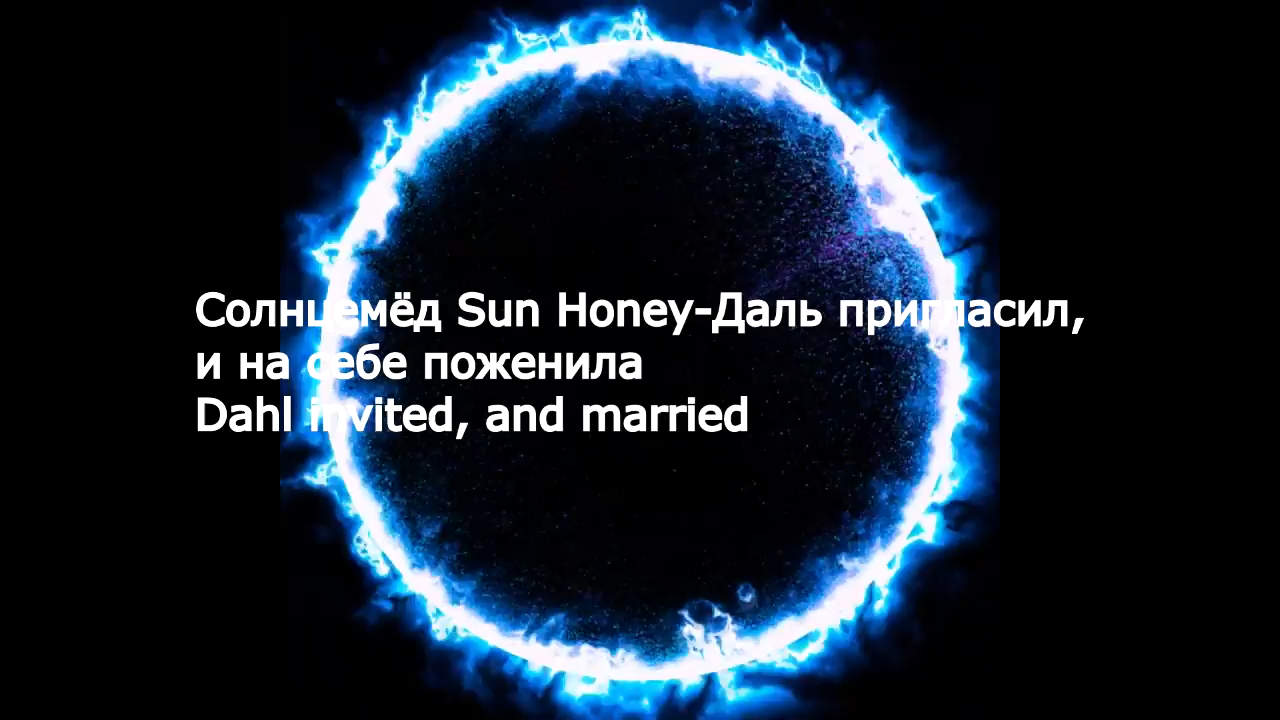 Солнцемёд Sun Honey-Даль пригласил,
и на себе поженила
Dahl invited, and married